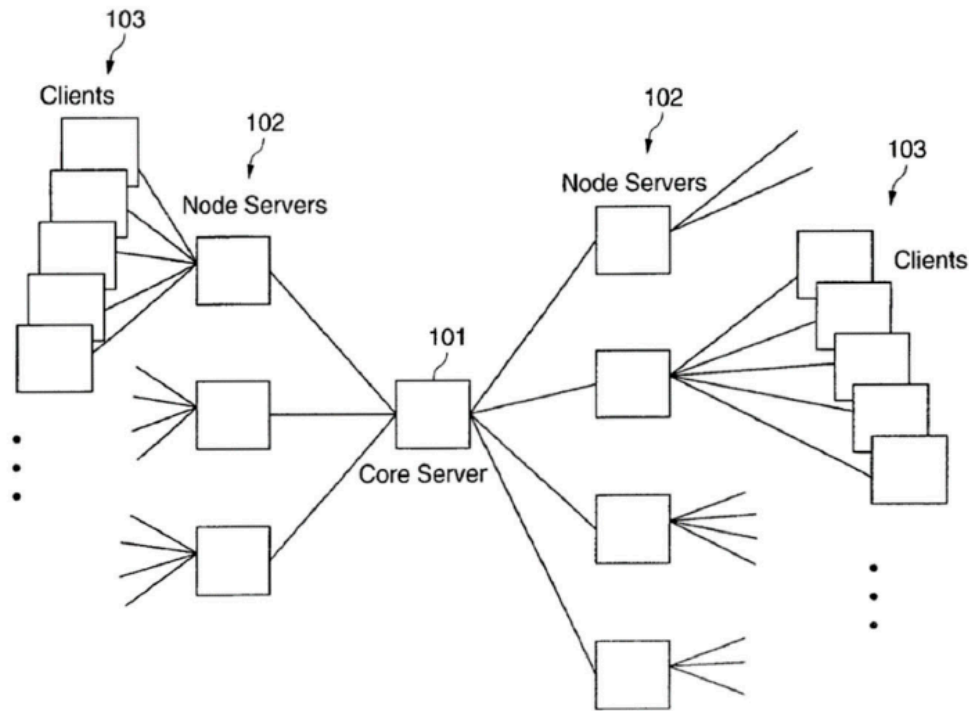 103
Clients
102
Node Servers
102
Node Servers
103
Clients
101
Core Server